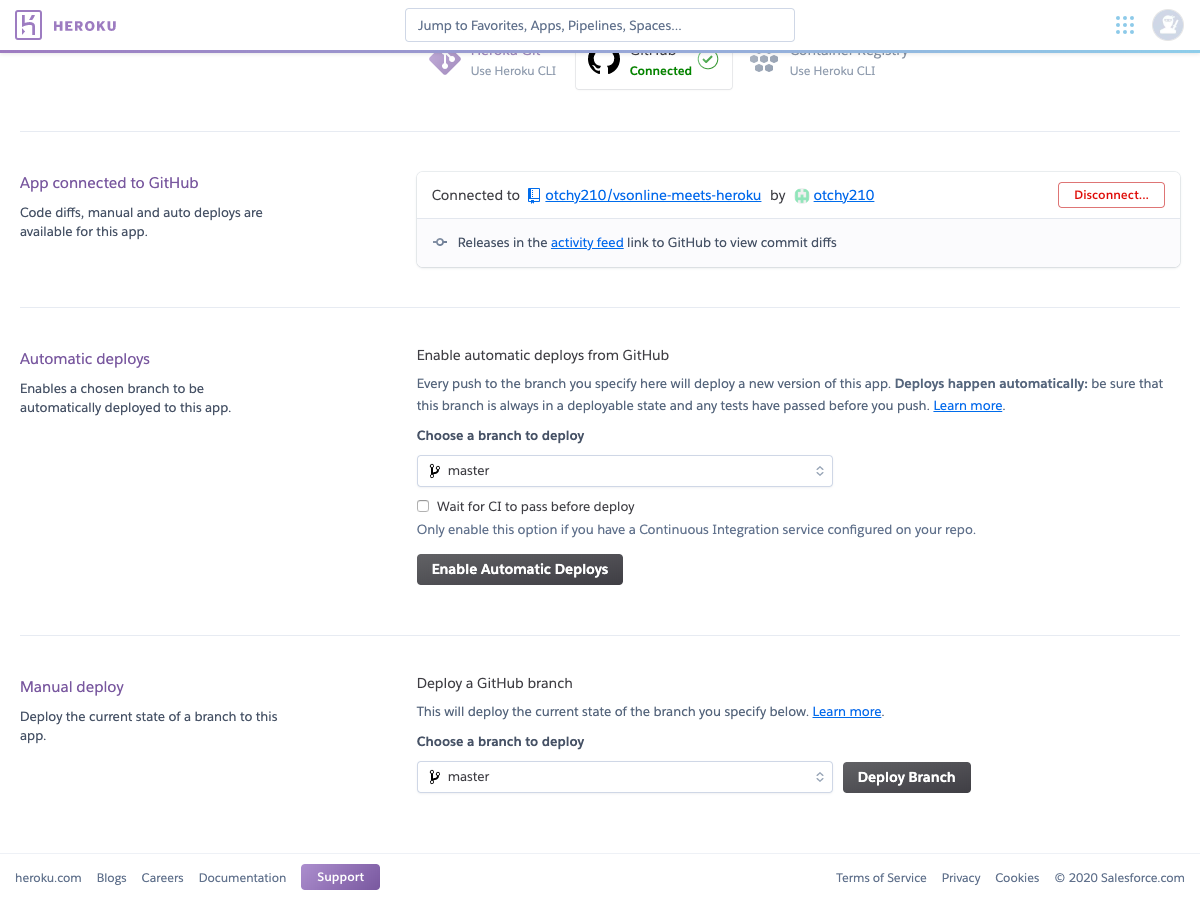 HEROKU
Jump to Favorites, Apps, Pipelines, Spaces...
Heroku Git
Use Heroku CLI
GitHub
Connected
Container Registry
Use Heroku CLI
App connected to GitHub
Code diffs, manual and auto deploys are
available for this app.
Connected to otchy210/vsonline-meets-heroku by otchy210
Disconnect...
Releases in the activity feed link to GitHub to view commit diffs
Automatic deploys
Enables a chosen branch to be
automatically deployed to this app.
Enable automatic deploys from GitHub
Every push to the branch you specify here will deploy a new version of this app. Deploys happen automatically: be sure that
this branch is always in a deployable state and any tests have passed before you push. Learn more.
Choose a branch to deploy
master
Wait for CI to pass before deploy
Only enable this option if you have a Continuous Integration service configured on your repo.
Enable Automatic Deploys
Manual deploy
Deploy the current state of a branch to this
app.
Deploy a GitHub branch
This will deploy the current state of the branch you specify below. Learn more.
Choose a branch to deploy
master
Deploy Branch
heroku.com Blogs Careers Documentation Support
Terms of Service Privacy Cookies © 2020 Salesforce.com